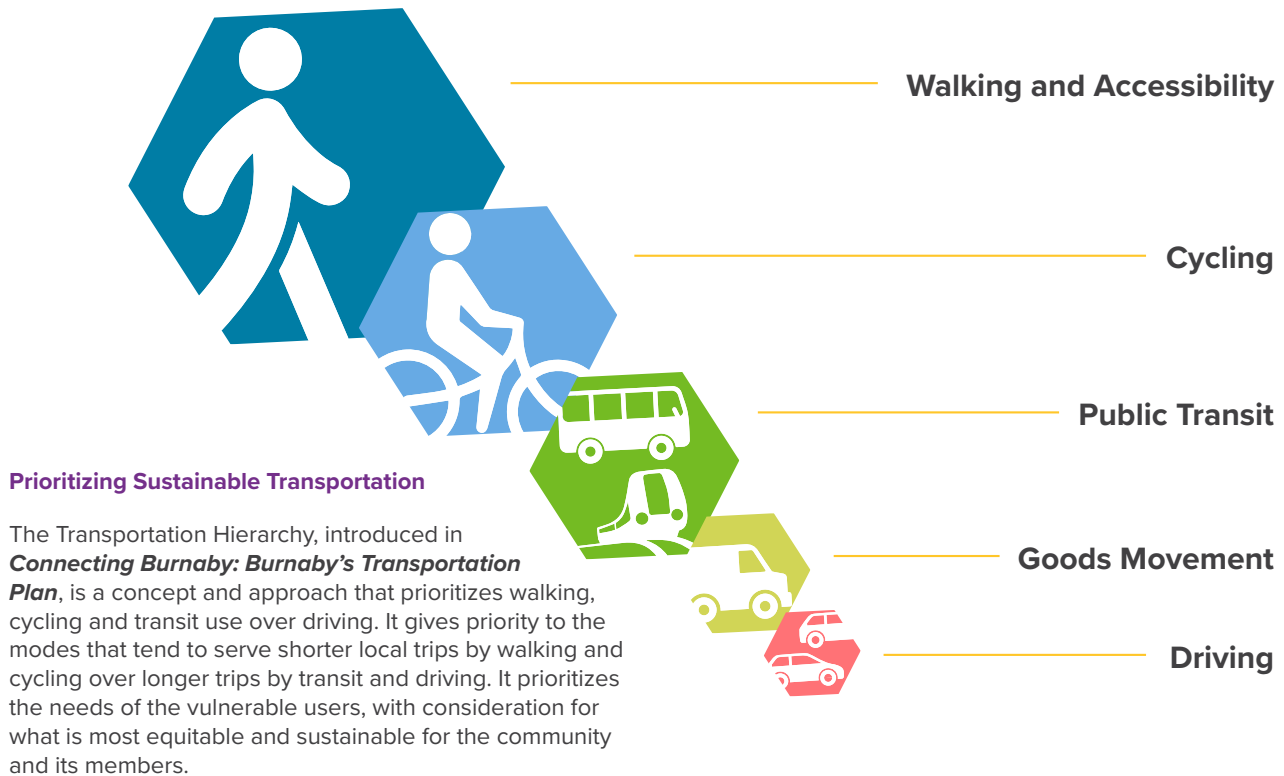 Walking and Accessibility
Cycling
Public Transit
Goods Movement
Driving
Prioritizing Sustainable Transportation
The Transportation Hierarchy, introduced in
Connecting Burnaby: Burnaby’s Transportation
Plan, is a concept and approach that prioritizes walking,
cycling and transit use over driving. It gives priority to the
modes that tend to serve shorter local trips by walking and
cycling over longer trips by transit and driving. It prioritizes
the needs of the vulnerable users, with consideration for
what is most equitable and sustainable for the community
and its members.